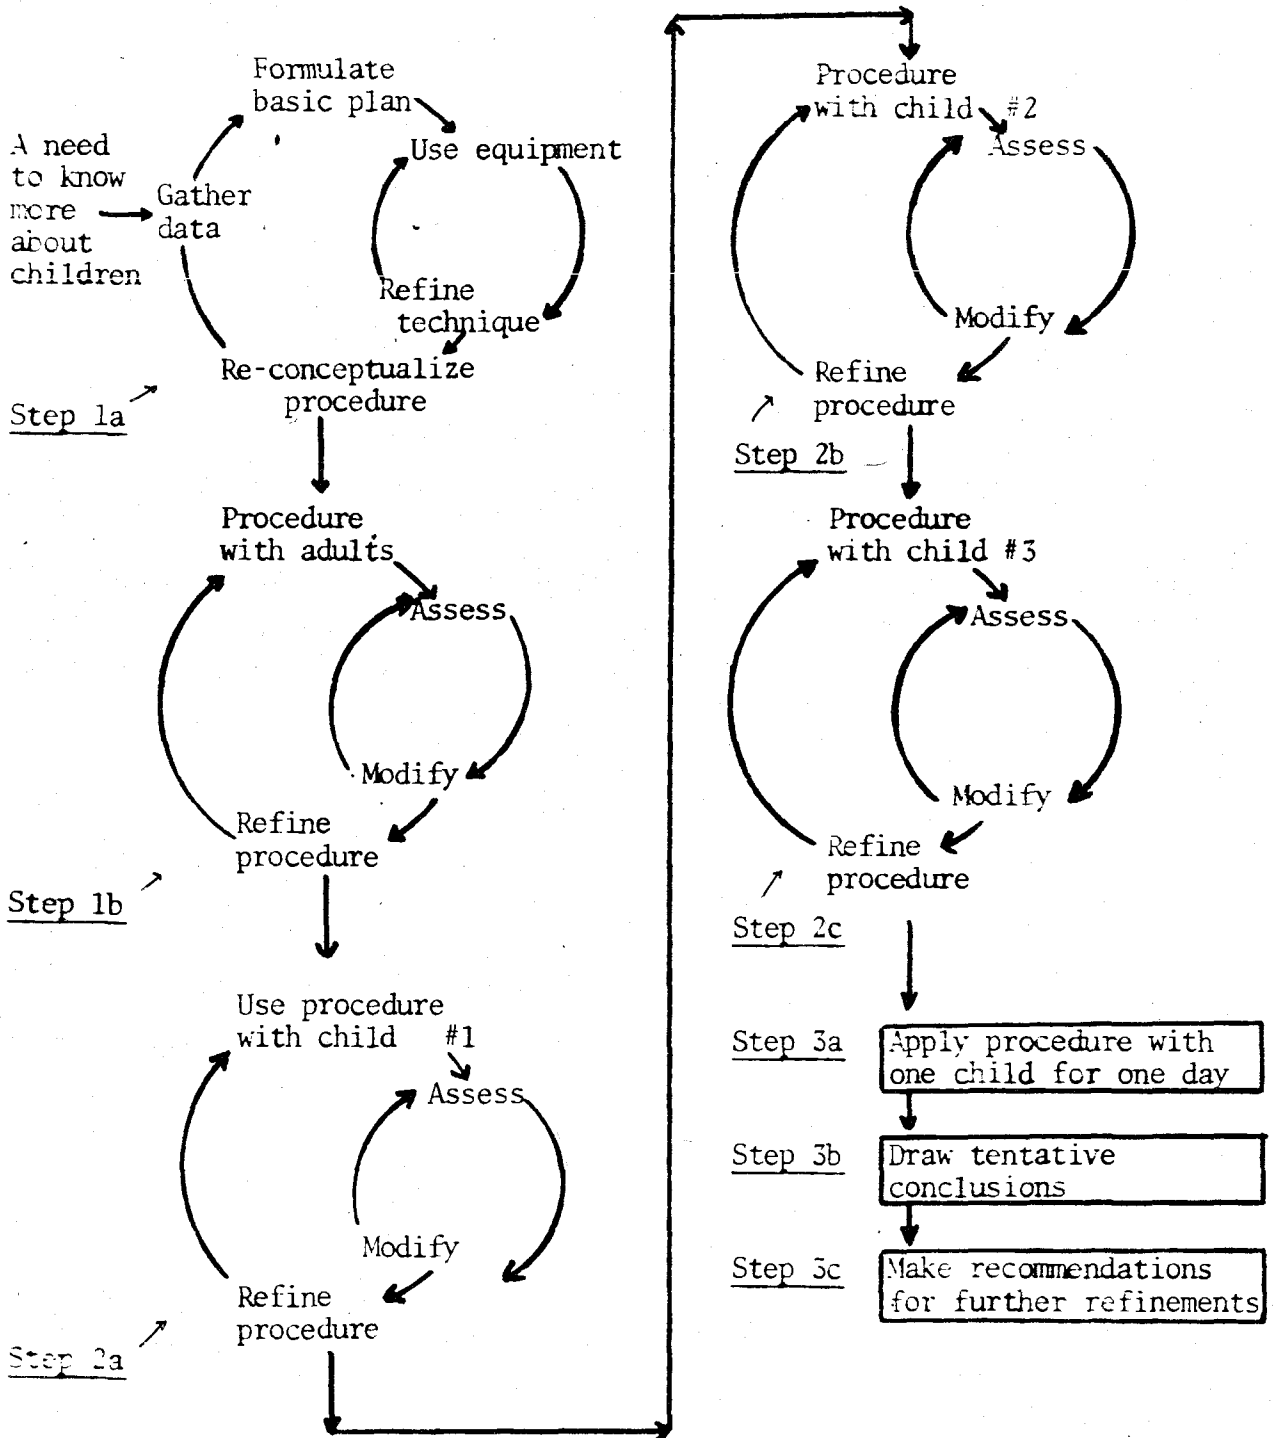 Formulate
basic plan
Use equipment
A need
to know
more
about
children
Gather
data
Refine
technique
Re-conceptualize
procedure
Step 1a
Procedure
with adults
Assess
Modify
Refine
procedure
Step 1b
Use procedure
with child #1
Assess
Modify
Refine
procedure
Step 2a
Procedure
with child #2
Assess
Modify
Refine
procedure
Step 2b
Procedure
with child #3
Assess
Modify
Refine
procedure
Step 2c
Step 3a
Apply procedure with
one child for one day
Step 3b
Draw tentative
conclusions
Step 3c
Make recommendations
for further refinements